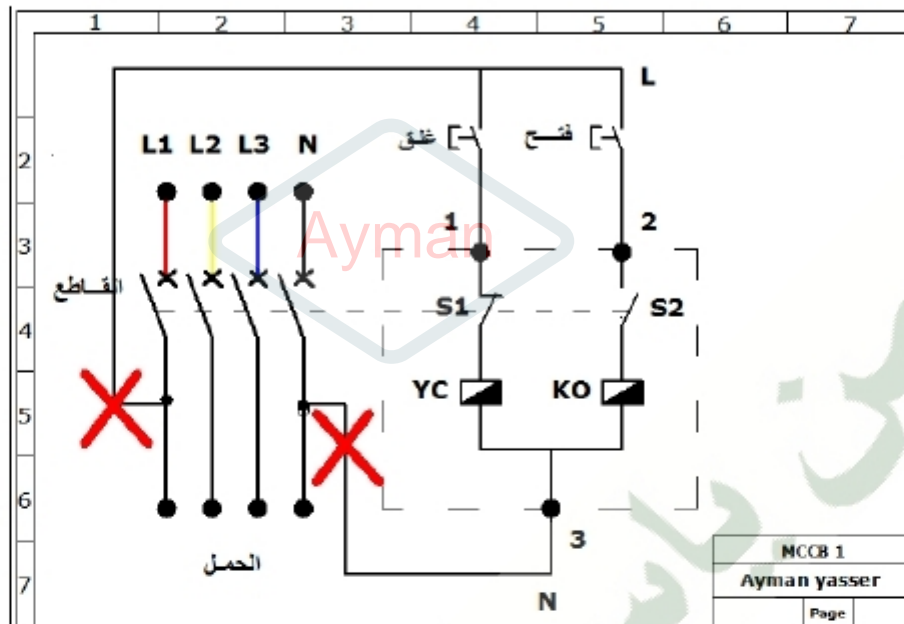 1 2 3 4 5 6 7
L
غلق فتح
L1 L2 L3 N
2
1 2
3
Ayman
القاطع
S1 S2
4
YC KO
5
6
3
الحمل
MCCB 1
7
Ayman yasser
N
Page